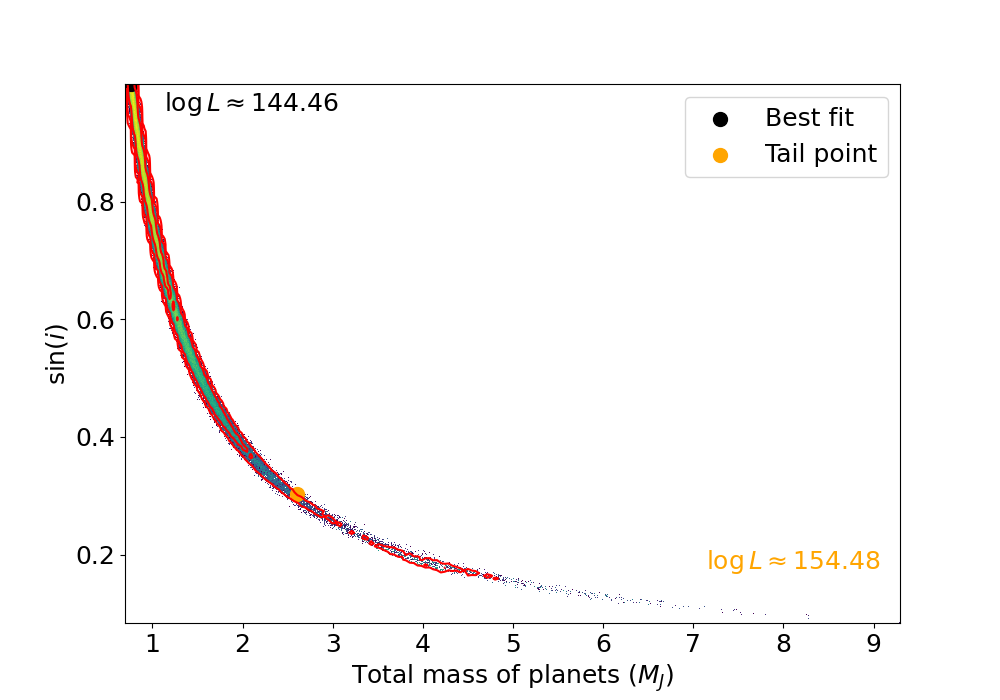 log L ≈ 144.46
Best fit
Tail point
0.8
0.6
0.4
0.2
sin(i)
log L ≈ 154.48
1 2 3 4 5 6 7 8 9
Total mass of planets (M_J)